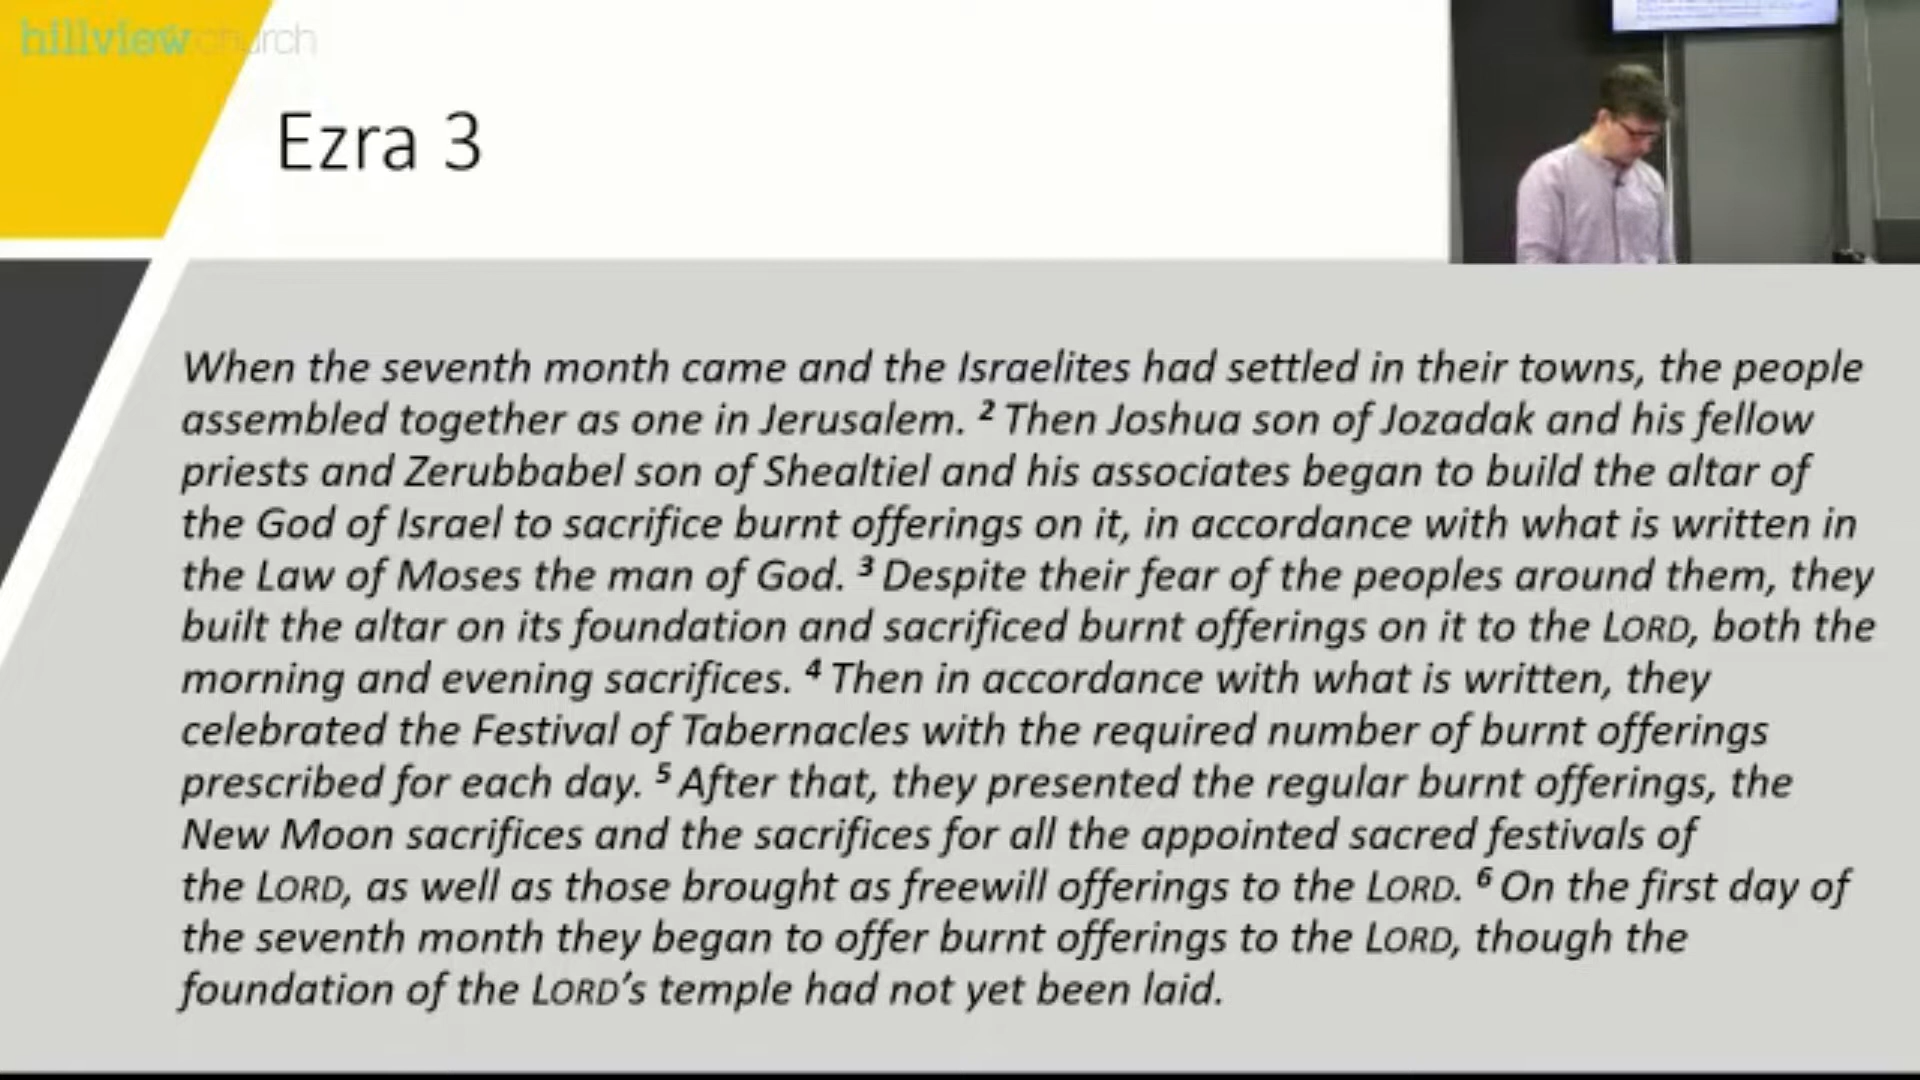 hillview church
Ezra 3
When the seventh month came and the Israelites had settled in their towns, the people
assembled together as one in Jerusalem. ² Then Joshua son of Jozadak and his fellow
priests and Zerubbabel son of Shealtiel and his associates began to build the altar of
the God of Israel to sacrifice burnt offerings on it, in accordance with what is written in
the Law of Moses the man of God. ³ Despite their fear of the peoples around them, they
built the altar on its foundation and sacrificed burnt offerings on it to the LORD, both the
morning and evening sacrifices. ⁴ Then in accordance with what is written, they
celebrated the Festival of Tabernacles with the required number of burnt offerings
prescribed for each day. ⁵ After that, they presented the regular burnt offerings, the
New Moon sacrifices and the sacrifices for all the appointed sacred festivals of
the LORD, as well as those brought as freewill offerings to the LORD. ⁶ On the first day of
the seventh month they began to offer burnt offerings to the LORD, though the
foundation of the LORD’s temple had not yet been laid.